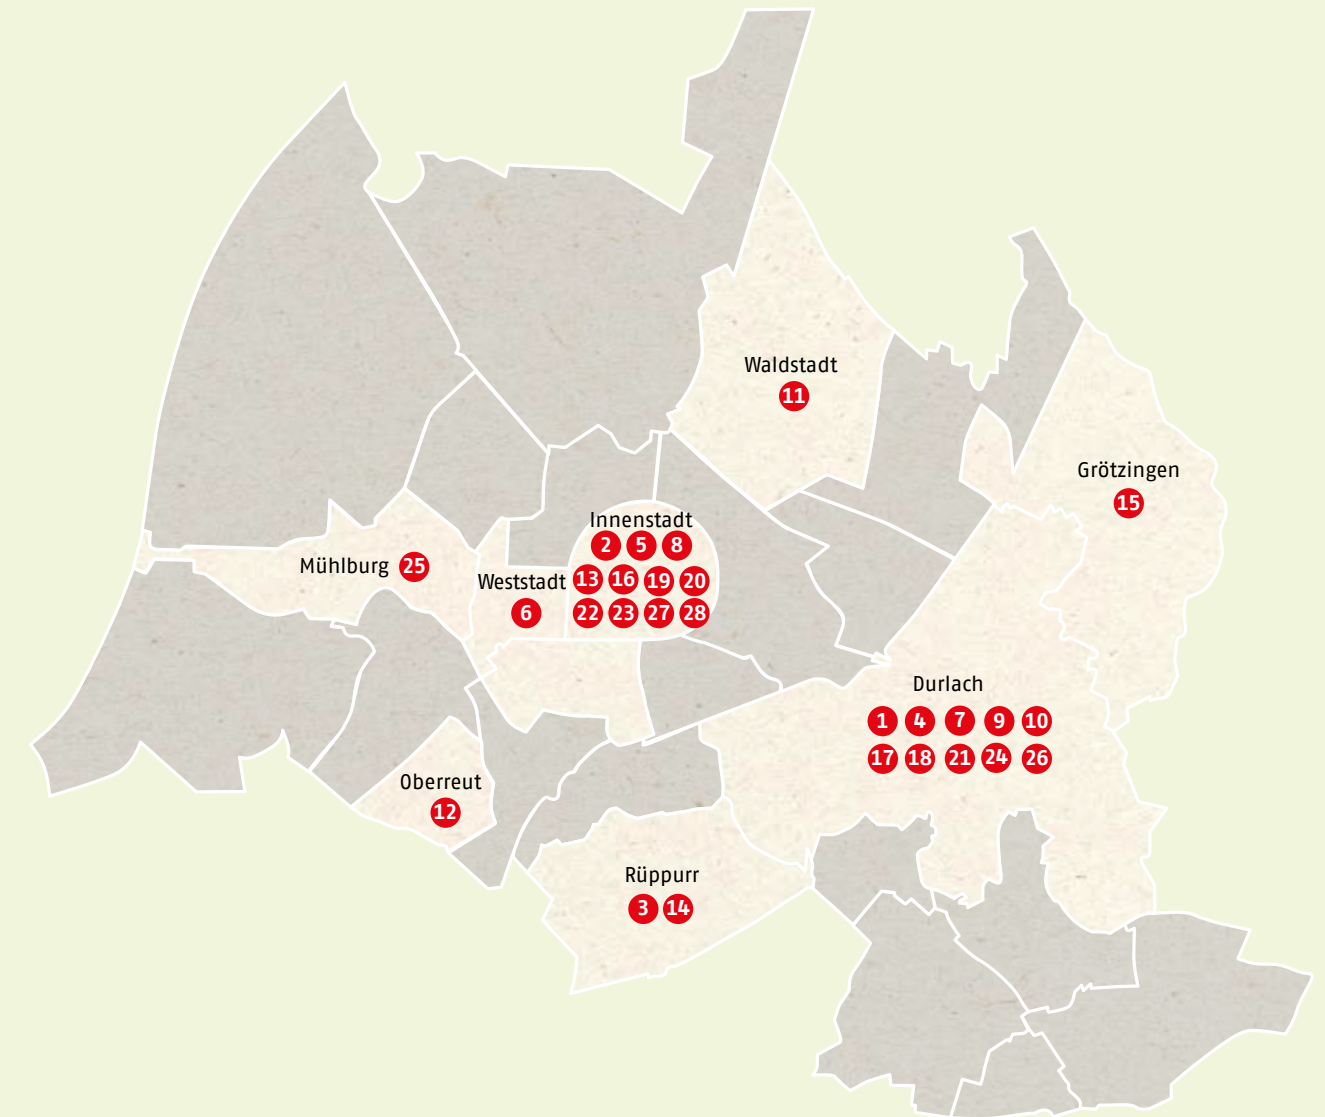 Waldstadt
11
Grötzingen
15
Innenstadt
2 5 8
13 16 19 20
22 23 27 28
Mühlburg 25
Weststadt
6
Durlach
1 4 7 9 10
17 18 21 24 26
Oberreut
12
Rüppurr
3 14